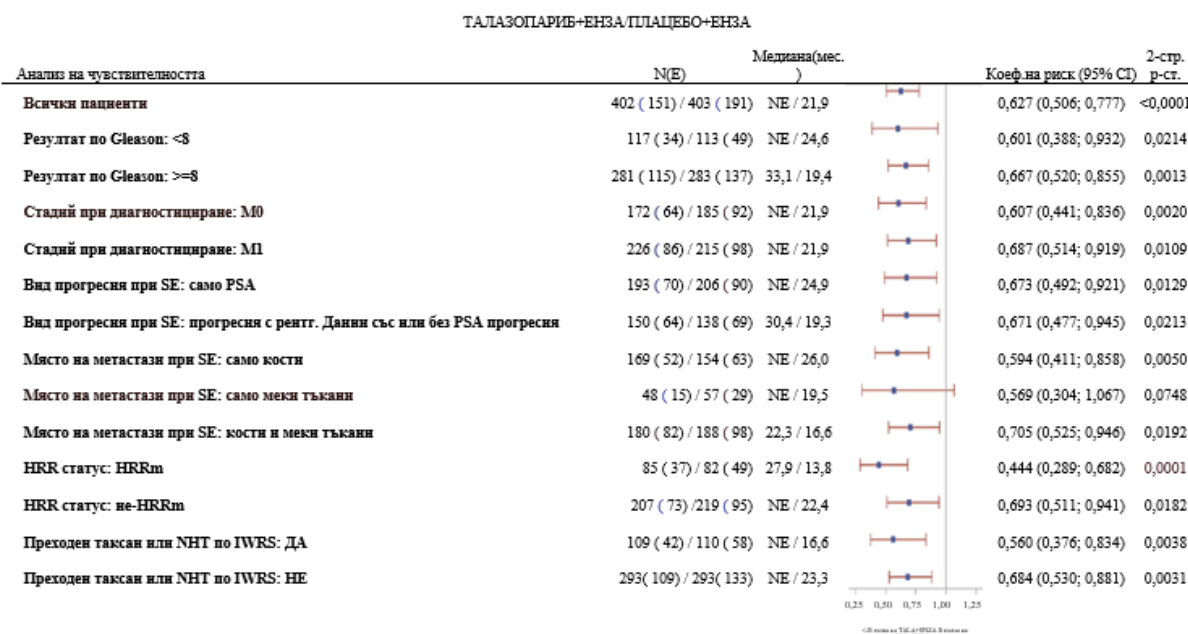 ТАЛАЗОПАРИБ+ЕНЗА/ПЛАЦЕБО+ЕНЗА
Анализ на чувствителността N(E) Медиана(мес. ) Коеф.на риск (95% CI) 2-стр. р-ст.
Всички пациенти 402 ( 151) / 403 ( 191) NE / 21,9 0,627 (0,506; 0,777) <0,0001
Резултат по Gleason: <8 117 ( 34) / 113 ( 49) NE / 24,6 0,601 (0,388; 0,932) 0,0214
Резултат по Gleason: >=8 281 ( 115) / 283 ( 137) 33,1 / 19,4 0,667 (0,520; 0,855) 0,0013
Стадий при диагностициране: M0 172 ( 64) / 185 ( 92) NE / 21,9 0,607 (0,441; 0,836) 0,0020
Стадий при диагностициране: M1 226 ( 86) / 215 ( 98) NE / 21,9 0,687 (0,514; 0,919) 0,0109
Вид прогресия при SE: само PSA 193 ( 70) / 206 ( 90) NE / 24,9 0,673 (0,492; 0,921) 0,0129
Вид прогресия при SE: прогресия с рентг. Данни със или без PSA прогресия 150 ( 64) / 138 ( 69) 30,4 / 19,3 0,671 (0,477; 0,945) 0,0213
Място на метастази при SE: само кости 169 ( 52) / 154 ( 63) NE / 26,0 0,594 (0,411; 0,858) 0,0050
Място на метастази при SE: само меки тъкани 48 ( 15) / 57 ( 29) NE / 19,5 0,569 (0,304; 1,067) 0,0748
Място на метастази при SE: кости и меки тъкани 180 ( 82) / 188 ( 98) 22,3 / 16,6 0,705 (0,525; 0,946) 0,0192
HRR статус: HRRm 85 ( 37) / 82 ( 49) 27,9 / 13,8 0,444 (0,289; 0,682) 0,0001
HRR статус: не-HRRm 207 ( 73) /219 ( 95) NE / 22,4 0,693 (0,511; 0,941) 0,0182
Преходен таксан или NHT по IWRS: ДА 109 ( 42) / 110 ( 58) NE / 16,6 0,560 (0,376; 0,834) 0,0038
Преходен таксан или NHT по IWRS: НЕ 293( 109) / 293( 133) NE / 23,3 0,684 (0,530; 0,881) 0,0031
0,25 0,50 0,75 1,00 1,25